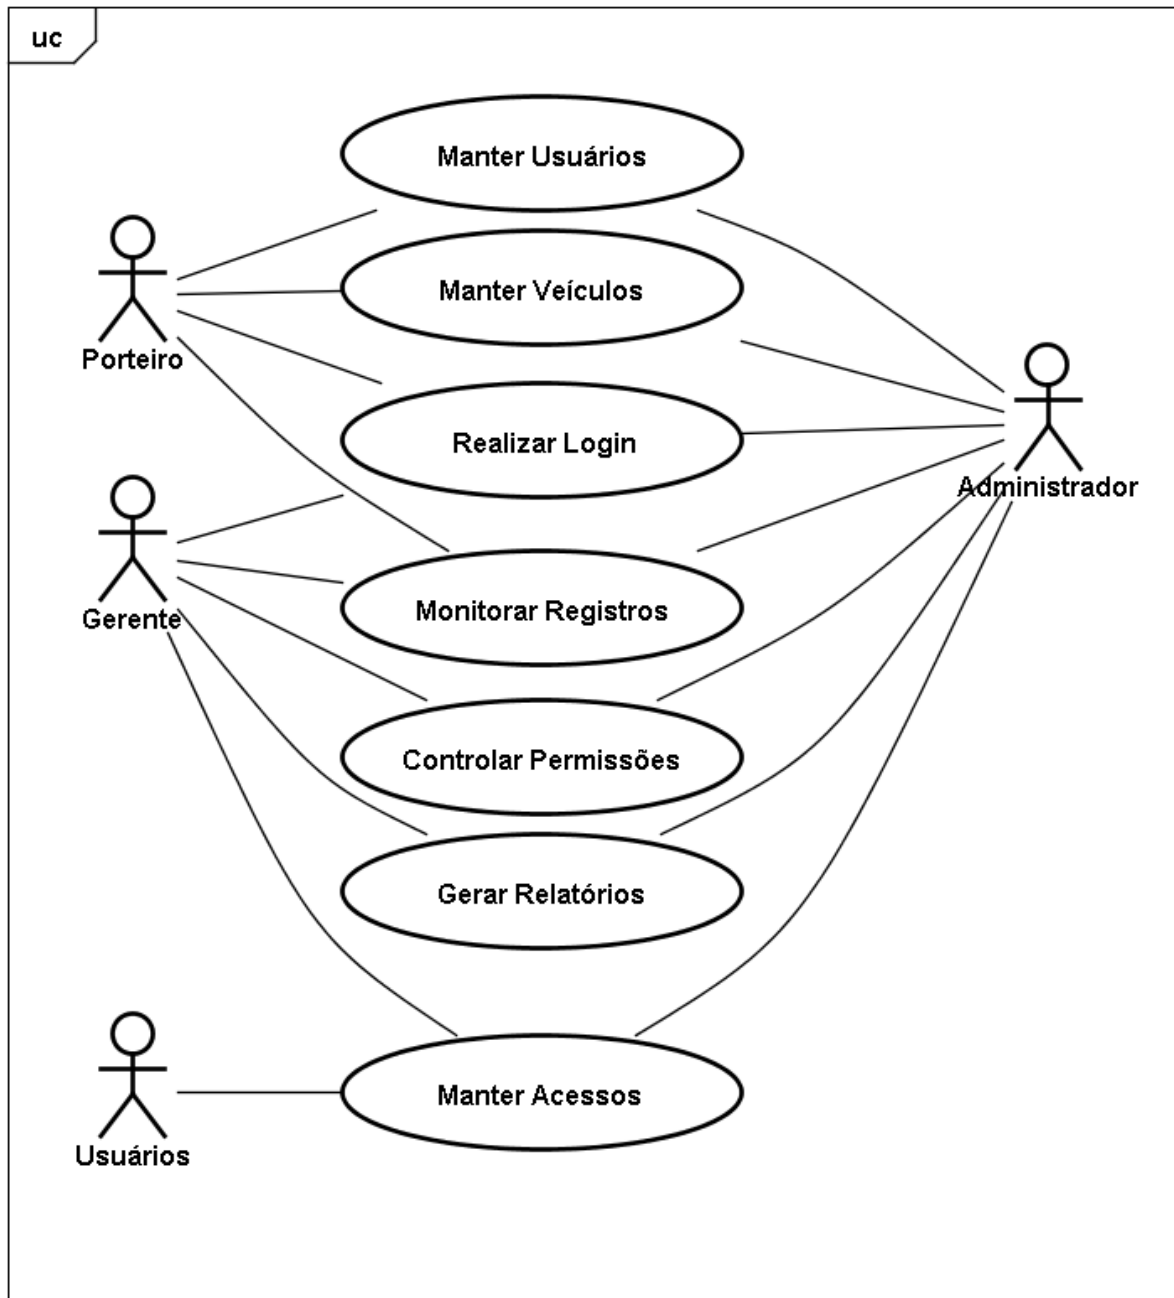 uc
Manter Usuários
Manter Veículos
Porteiro
Realizar Login
Administrador
Gerente
Monitorar Registros
Controlar Permissões
Gerar Relatórios
Manter Acessos
Usuários